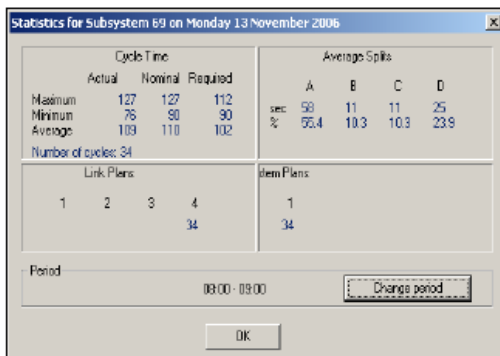 Statistics for Subsystem 69 on Monday 13 November 2006
Cycle Time
Actual Nominal Required
Maximum 127 127 112
Minimum 76 90 90
Average 109 110 102
Number of cycles: 34
Average Splits
A B C D
sec 58 11 11 25
% 55.4 10.3 10.3 23.9
Link Plans
1 2 3 4
34
dem Plans
1
34
Period
08:00 - 09:00
Change period
OK